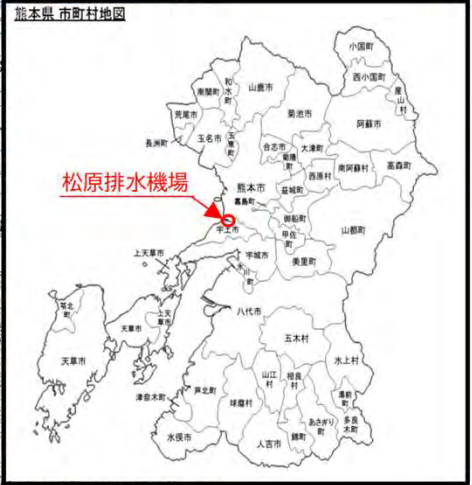 熊本県 市町村地図
小国町
西小国町
産山村
和水町
南関町
山鹿市
菊池市
阿蘇市
荒尾市
玉名市
玉東町
長洲町
合志市
菊陽町
大津町
高森町
南阿蘇村
西原村
松原排水機場
熊本市
益城町
嘉島町
御船町
山都町
宇土市
甲佐町
美里町
上天草市
宇城市
氷川町
八代市
苓北町
天草市
上天草市
天草市
五木村
水上村
山江村
相良村
湯前町
津奈木町
芦北町
球磨村
あさぎり町
多良木町
錦町
水俣市
人吉市